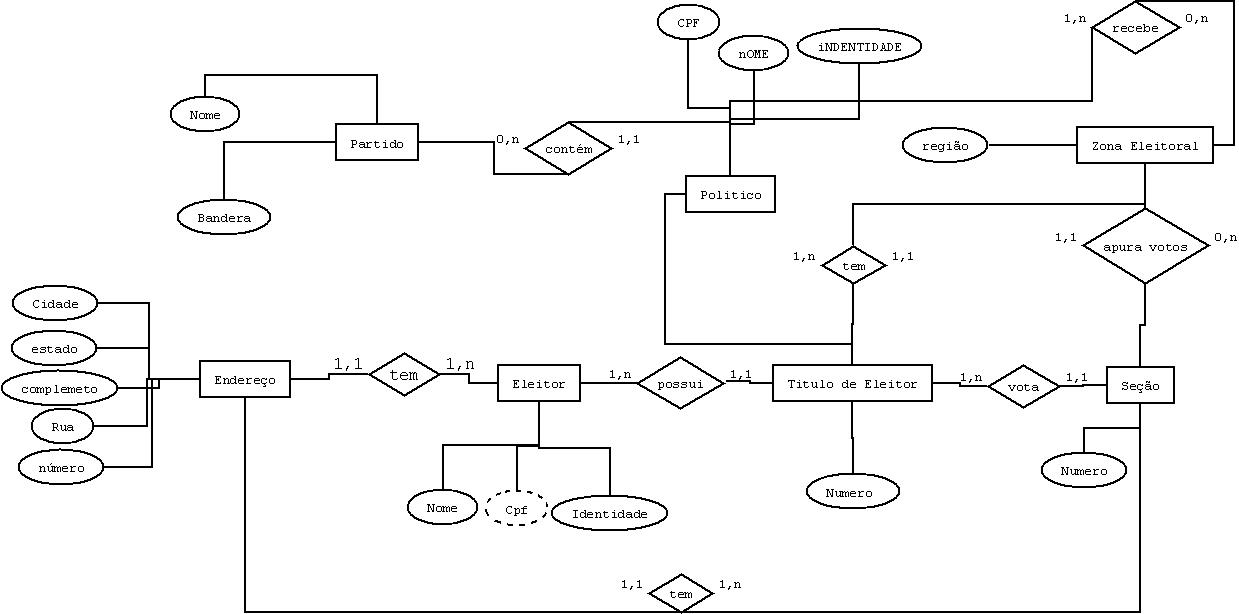 CPF
1,n
recebe
0,n
nOME
iNDENTIDADE
Nome
Partido
0,n
contém
1,1
região
Zona Eleitoral
Politico
Bandera
1,n
tem
1,1
1,1
apura votos
0,n
Cidade
estado
complemeto
Rua
número
Endereço
1,1
tem
1,n
Eleitor
1,n
possui
1,1
Titulo de Eleitor
1,n
vota
1,1
Seção
Nome
Cpf
Identidade
Numero
Numero
1,1
tem
1,n